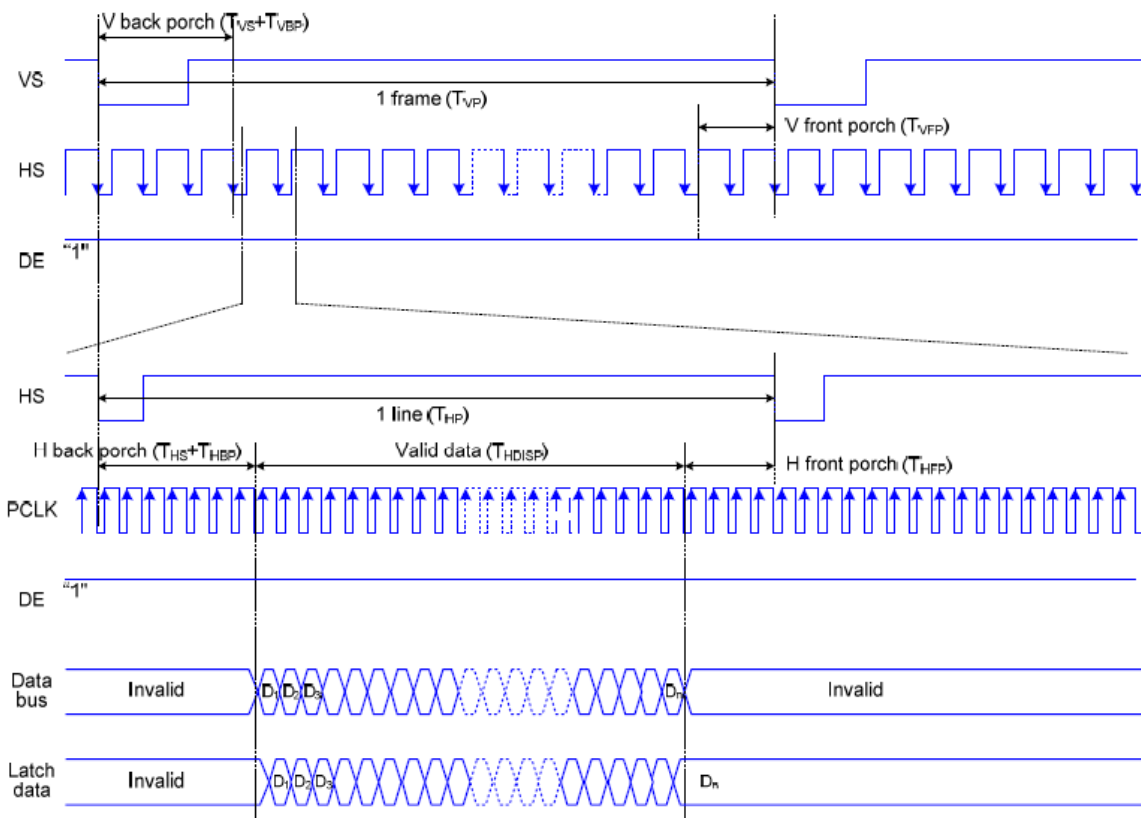 V back porch (TVS+TVBP)
VS
1 frame (TVP)
V front porch (TVFP)
HS
"1"
DE
HS
1 line (THP)
H back porch (THS+THBP)
Valid data (THDISP)
H front porch (THFP)
PCLK
"1"
DE
Data bus
Invalid
D1 D2 D3
Dn
Invalid
Latch data
Invalid
D1 D2 D3
Dn